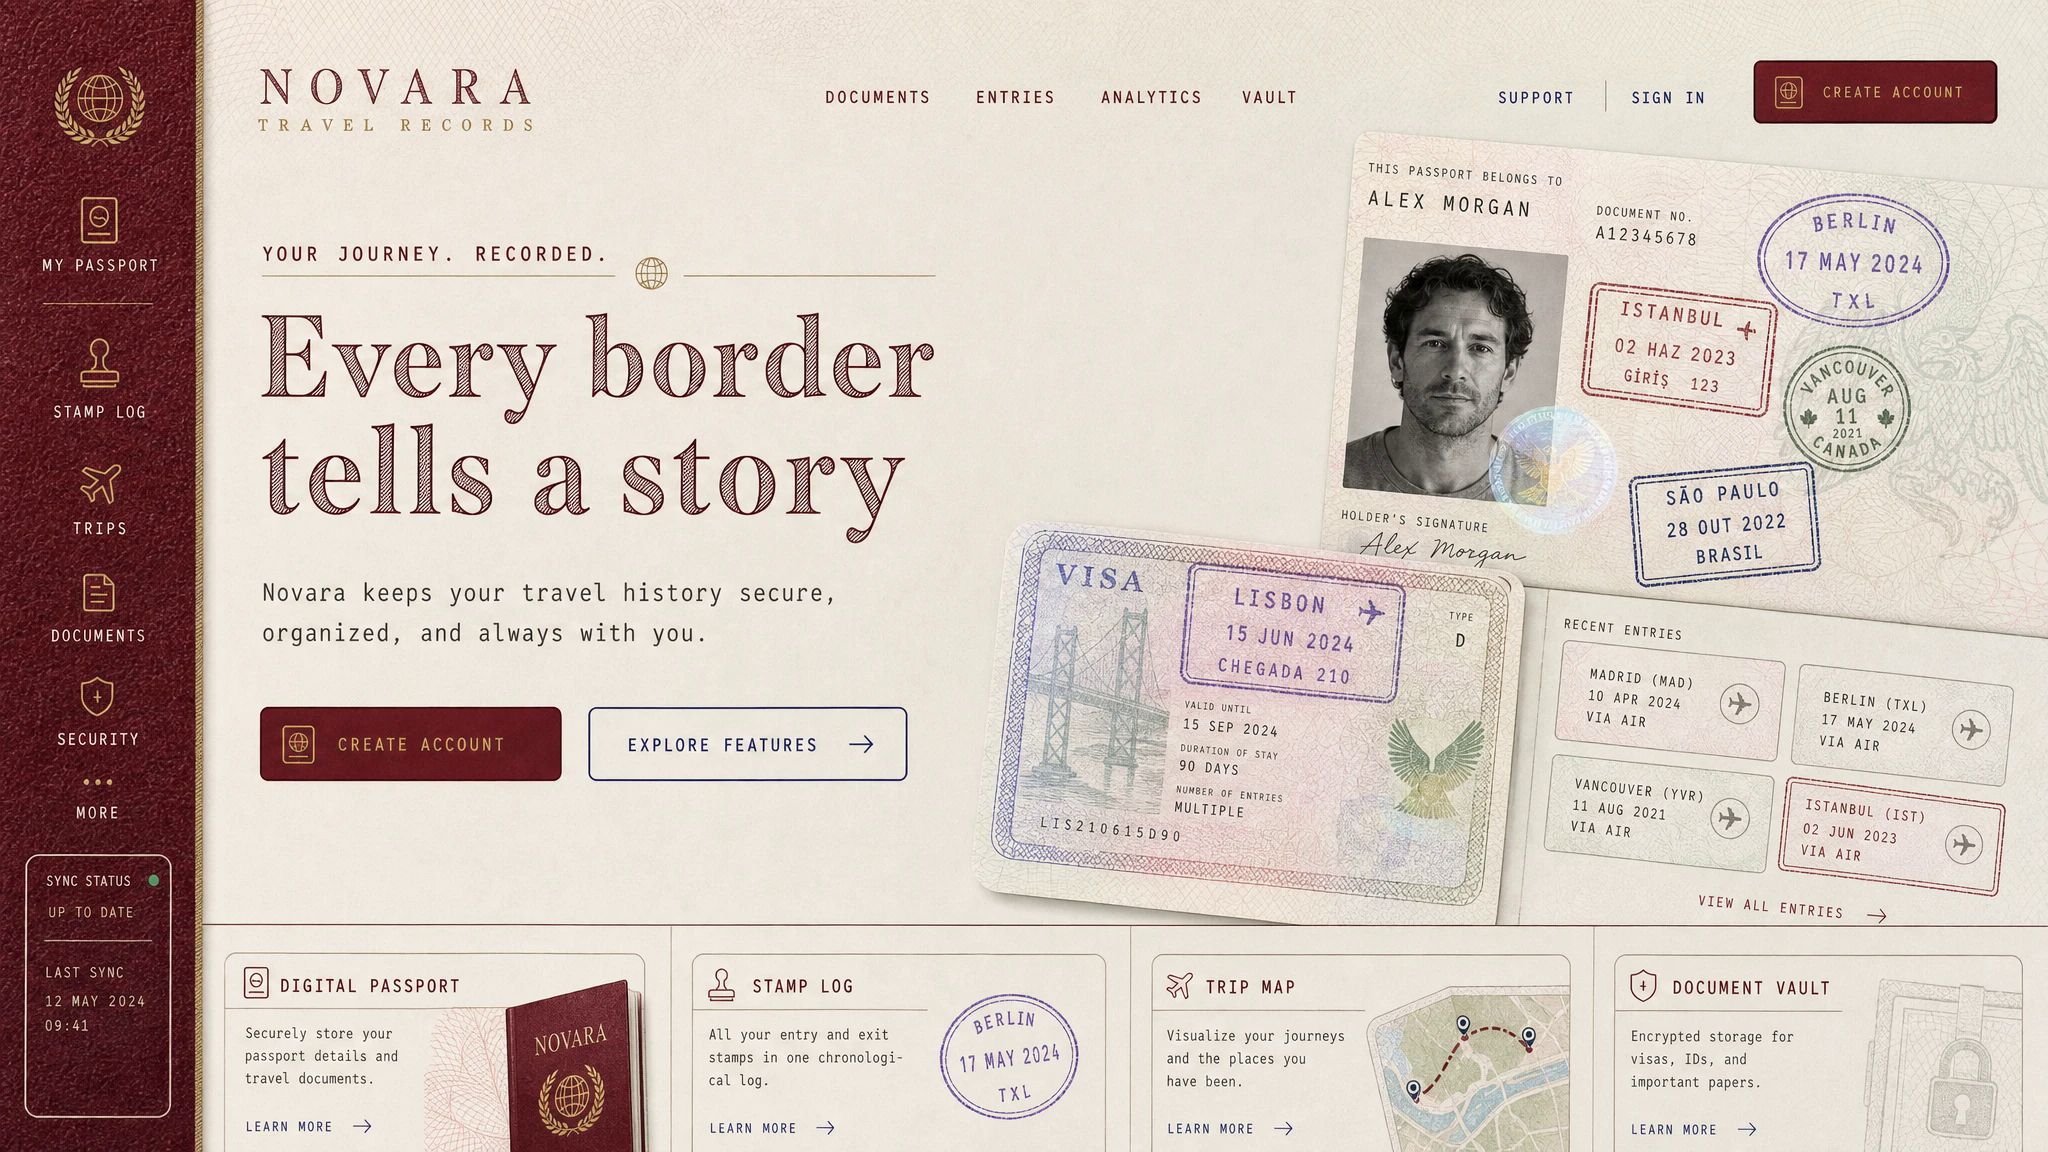 MY PASSPORT
STAMP LOG
TRIPS
DOCUMENTS
SECURITY
MORE
SYNC STATUS
UP TO DATE
LAST SYNC
12 MAY 2024
09:41
NOVARA
TRAVEL RECORDS
DOCUMENTS
ENTRIES
ANALYTICS
VAULT
SUPPORT
SIGN IN
CREATE ACCOUNT
YOUR JOURNEY. RECORDED.
Every border
tells a story
Novara keeps your travel history secure,
organized, and always with you.
CREATE ACCOUNT
EXPLORE FEATURES
THIS PASSPORT BELONGS TO
ALEX MORGAN
DOCUMENT NO.
A12345678
BERLIN
17 MAY 2024
TXL
ISTANBUL
02 HAZ 2023
GİRİŞ 123
VANCOUVER
AUG
11
2021
CANADA
SÃO PAULO
28 OUT 2022
BRASIL
HOLDER'S SIGNATURE
Alex Morgan
VISA
LISBON
15 JUN 2024
CHEGADA 210
TYPE
D
VALID UNTIL
15 SEP 2024
DURATION OF STAY
90 DAYS
NUMBER OF ENTRIES
MULTIPLE
LIS210615D90
RECENT ENTRIES
MADRID (MAD)
10 APR 2024
VIA AIR
BERLIN (TXL)
17 MAY 2024
VIA AIR
VANCOUVER (YVR)
11 AUG 2021
VIA AIR
ISTANBUL (IST)
02 JUN 2023
VIA AIR
VIEW ALL ENTRIES
DIGITAL PASSPORT
Securely store your
passport details and
travel documents.
LEARN MORE
NOVARA
STAMP LOG
All your entry and exit
stamps in one chronologi-
cal log.
LEARN MORE
BERLIN
17 MAY 2024
TXL
TRIP MAP
Visualize your journeys
and the places you
have been.
LEARN MORE
DOCUMENT VAULT
Encrypted storage for
visas, IDs, and
important papers.
LEARN MORE